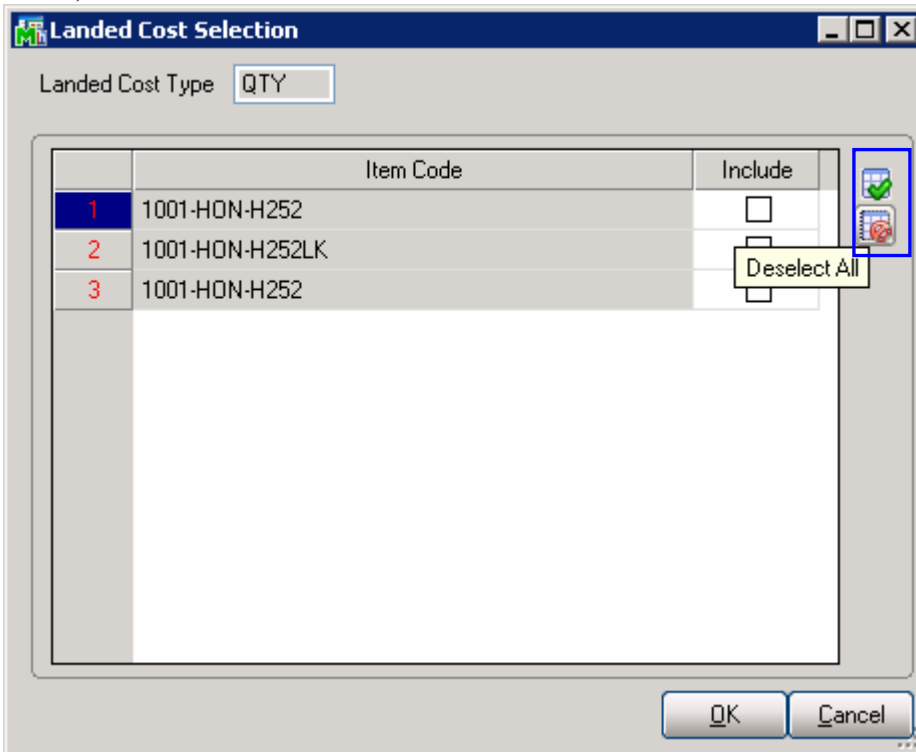 Landed Cost Selection
Landed Cost Type QTY
Item Code Include
1 1001-HON-H252
2 1001-HON-H252LK
Deselect All
3 1001-HON-H252
OK Cancel